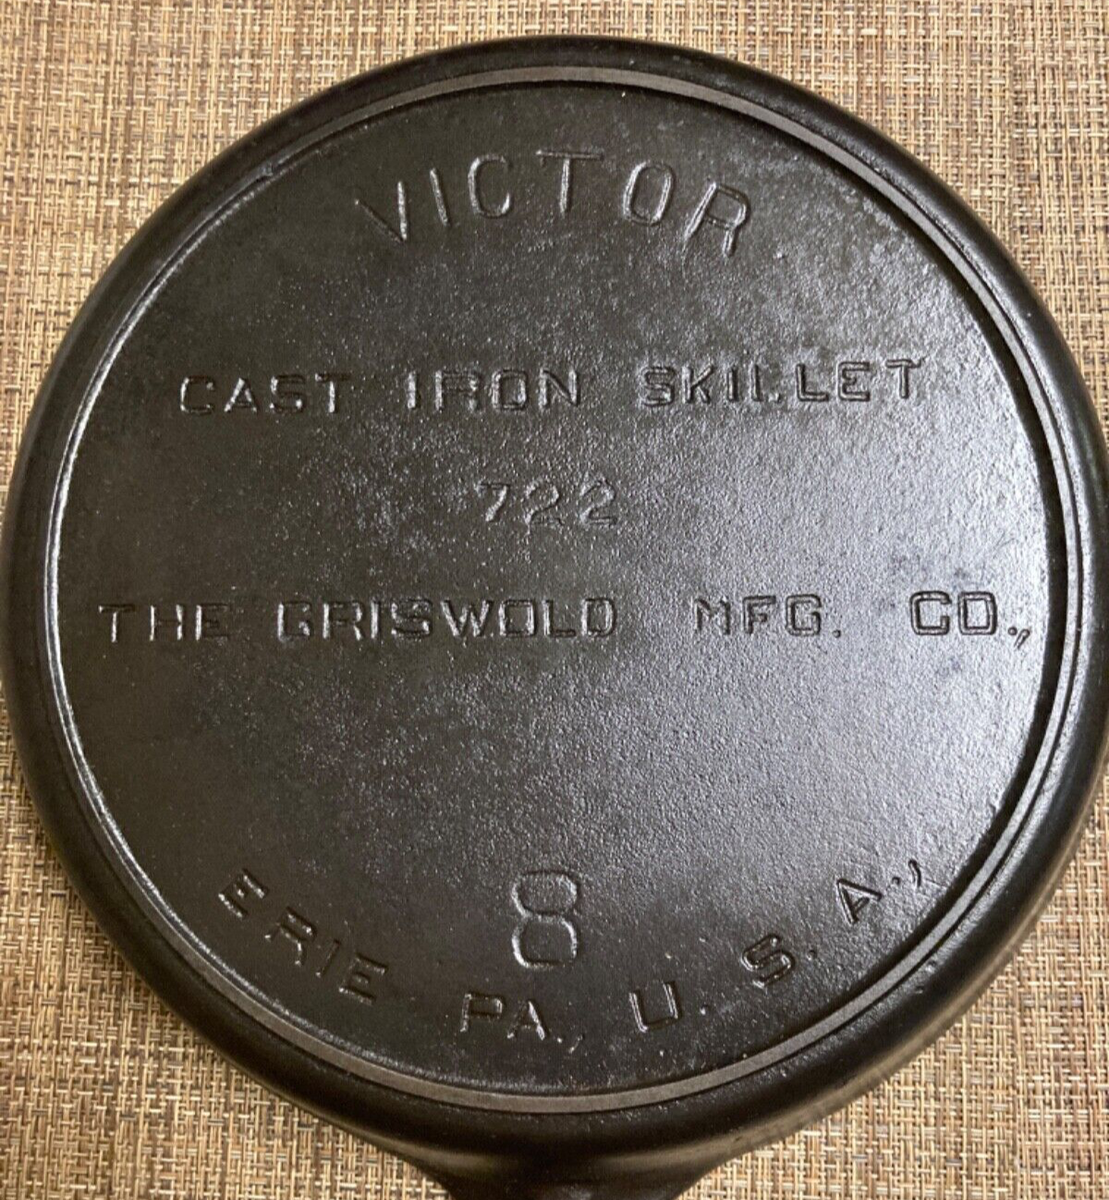 VICTOR
CAST IRON SKILLET
722
THE GRISWOLD MFG. CO.,
8
ERIE PA., U. S. A.,